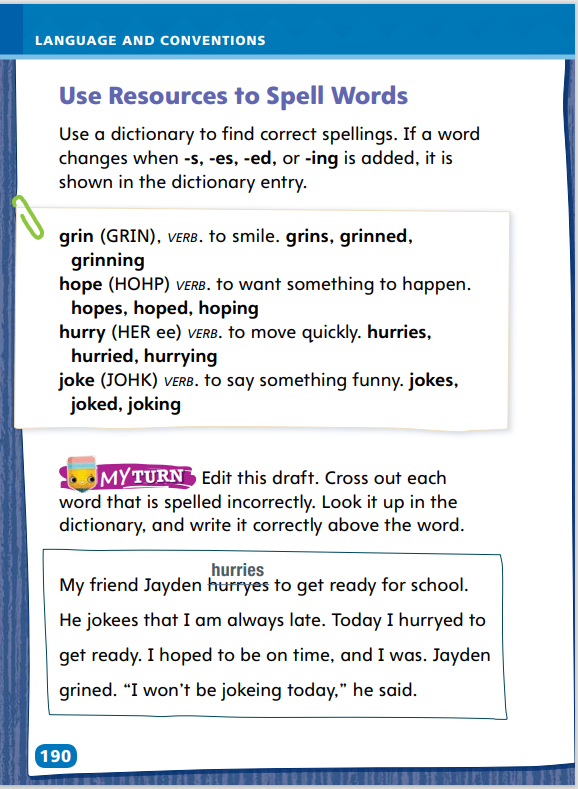 LANGUAGE AND CONVENTIONS
Use Resources to Spell Words
Use a dictionary to find correct spellings. If a word
changes when -s, -es, -ed, or -ing is added, it is
shown in the dictionary entry.
grin (GRIN), VERB. to smile. grins, grinned,
grinning
hope (HOHP) VERB. to want something to happen.
hopes, hoped, hoping
hurry (HER ee) VERB. to move quickly. hurries,
hurried, hurrying
joke (JOHK) VERB. to say something funny. jokes,
joked, joking
MY TURN Edit this draft. Cross out each
word that is spelled incorrectly. Look it up in the
dictionary, and write it correctly above the word.
hurries
My friend Jayden hurryes to get ready for school.
He jokees that I am always late. Today I hurryed to
get ready. I hoped to be on time, and I was. Jayden
grined. “I won’t be jokeing today,” he said.
190